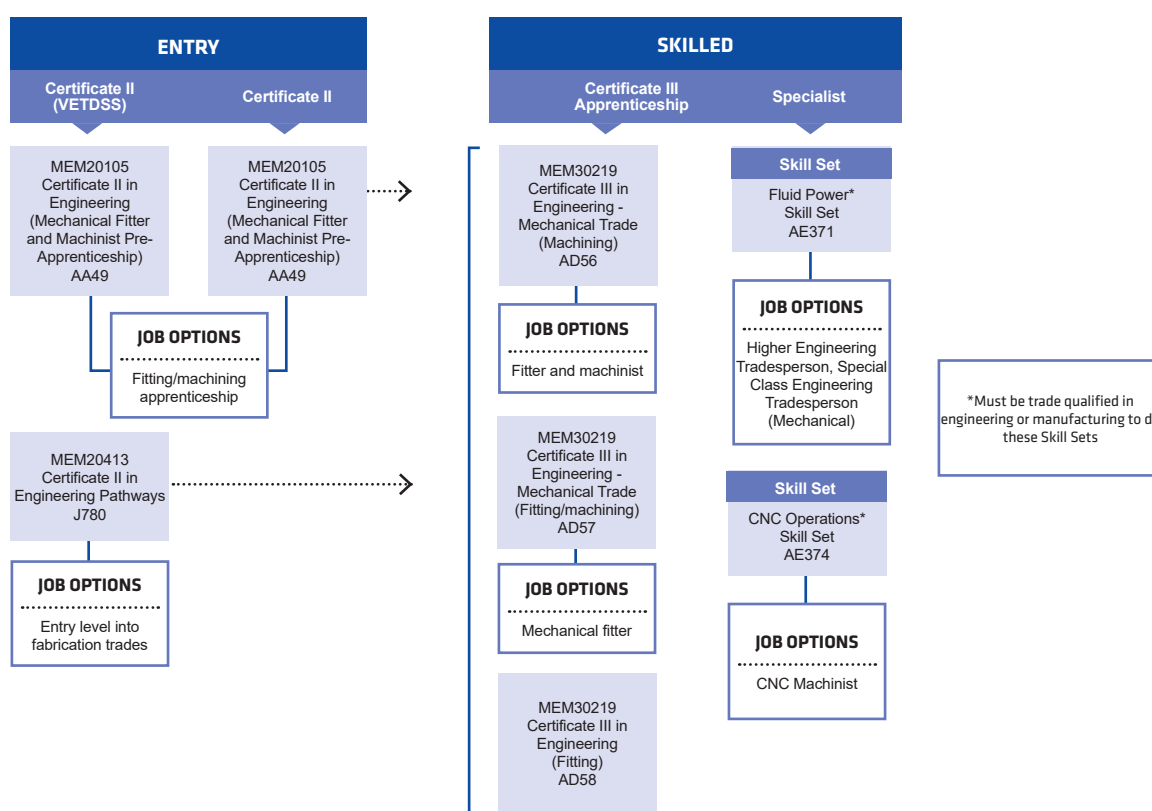 ENTRY
Certificate II
(VETDSS)
Certificate II
MEM20105
Certificate II in
Engineering
(Mechanical Fitter
and Machinist Pre-
Apprenticeship)
AA49
MEM20105
Certificate II in
Engineering
(Mechanical Fitter
and Machinist Pre-
Apprenticeship)
AA49
JOB OPTIONS
Fitting/machining
apprenticeship
MEM20413
Certificate II in
Engineering Pathways
J780
JOB OPTIONS
Entry level into
fabrication trades
SKILLED
Certificate III
Apprenticeship
Specialist
MEM30219
Certificate III in
Engineering -
Mechanical Trade
(Machining)
AD56
JOB OPTIONS
Fitter and machinist
MEM30219
Certificate III in
Engineering -
Mechanical Trade
(Fitting/machining)
AD57
JOB OPTIONS
Mechanical fitter
MEM30219
Certificate III in
Engineering
(Fitting)
AD58
Skill Set
Fluid Power*
Skill Set
AE371
JOB OPTIONS
Higher Engineering
Tradesperson, Special
Class Engineering
Tradesperson
(Mechanical)
Skill Set
CNC Operations*
Skill Set
AE374
JOB OPTIONS
CNC Machinist
*Must be trade qualified in
engineering or manufacturing to d
these Skill Sets